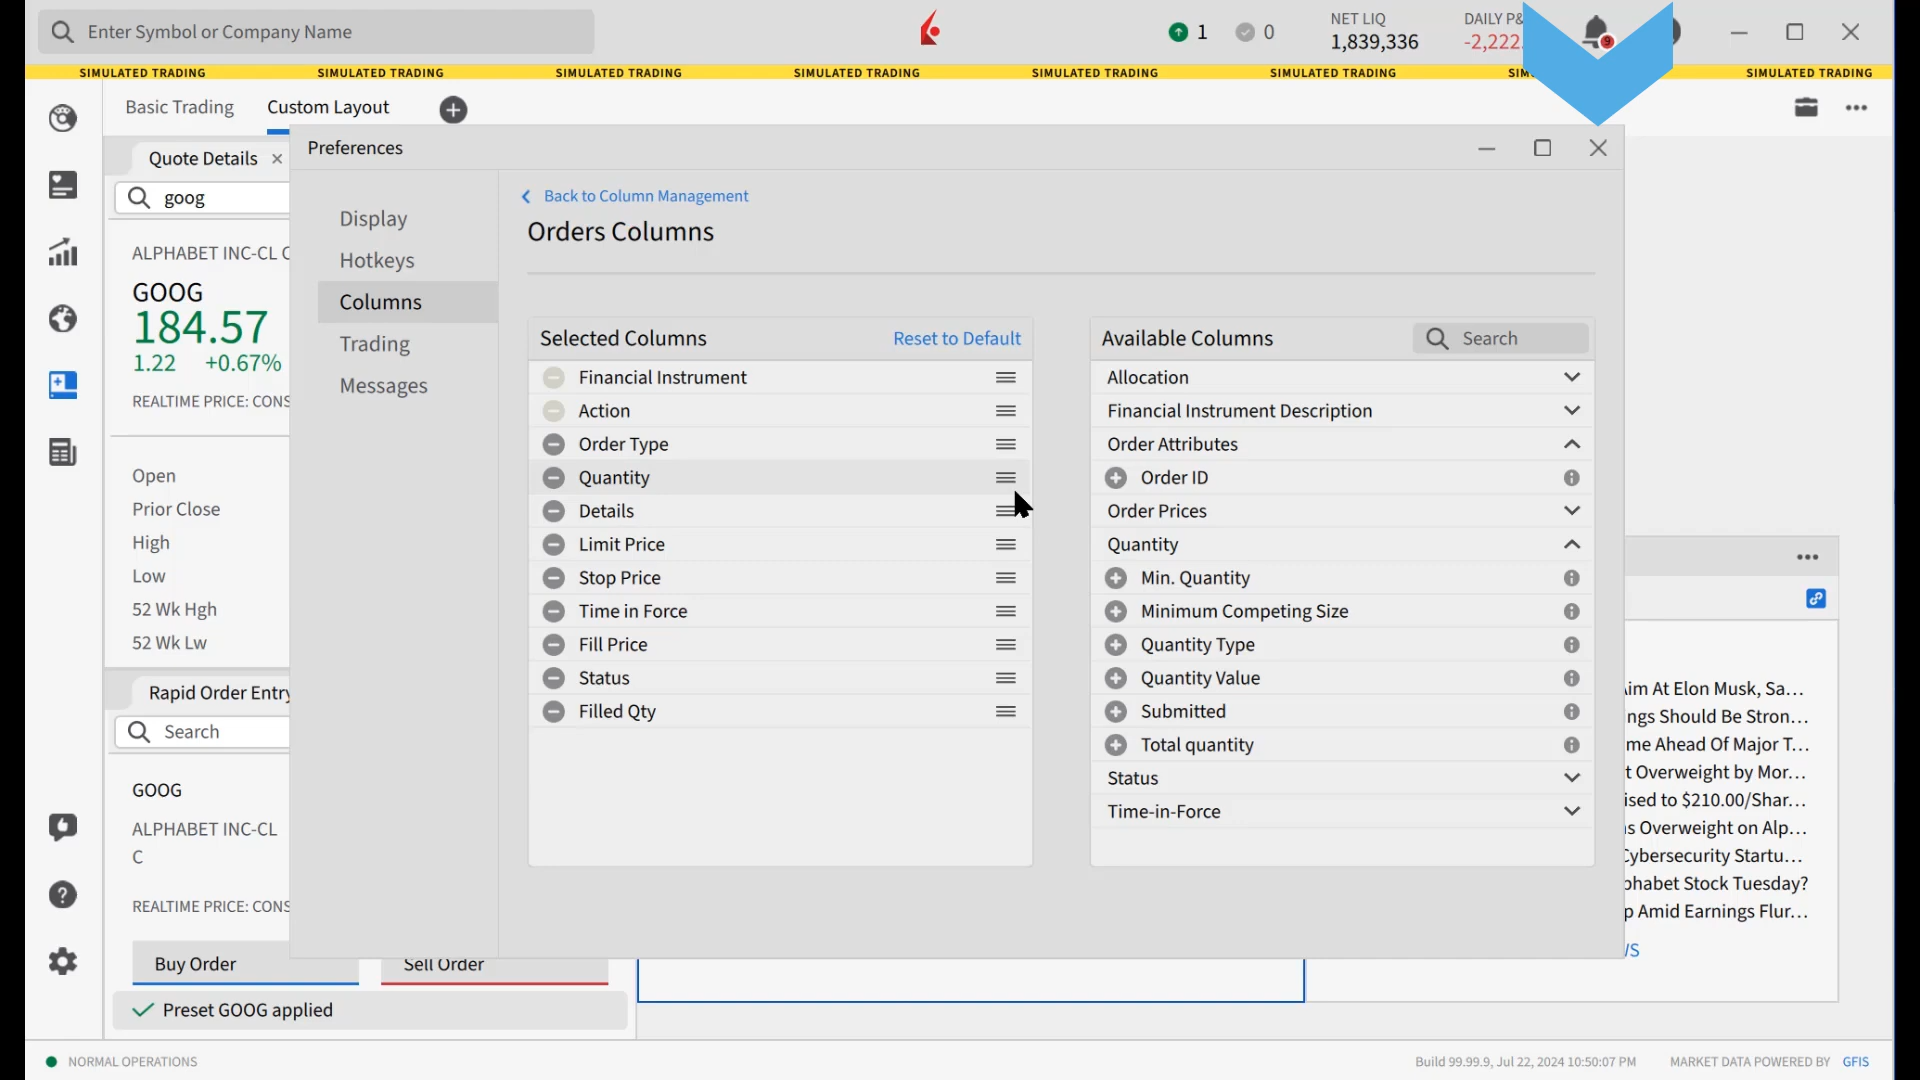 Enter Symbol or Company Name
1
0
NET LIQ
1,839,336
DAILY P&
-2,222.
9
SIMULATED TRADING SIMULATED TRADING SIMULATED TRADING SIMULATED TRADING SIMULATED TRADING SIMULATED TRADING SIM SIMULATED TRADING
Basic Trading
Custom Layout
Quote Details
goog
ALPHABET INC-CL C
GOOG
184.57
1.22 +0.67%
REALTIME PRICE: CONS
Open
Prior Close
High
Low
52 Wk Hgh
52 Wk Lw
Rapid Order Entry
Search
GOOG
ALPHABET INC-CL
C
REALTIME PRICE: CONS
Buy Order
Sell Order
Preset GOOG applied
Preferences
Display
Hotkeys
Columns
Trading
Messages
Back to Column Management
Orders Columns
Selected Columns
Reset to Default
Financial Instrument
Action
Order Type
Quantity
Details
Limit Price
Stop Price
Time in Force
Fill Price
Status
Filled Qty
Available Columns
Search
Allocation
Financial Instrument Description
Order Attributes
Order ID
Order Prices
Quantity
Min. Quantity
Minimum Competing Size
Quantity Type
Quantity Value
Submitted
Total quantity
Status
Time-in-Force
Aim At Elon Musk, Sa...
ngs Should Be Stron...
me Ahead Of Major T...
t Overweight by Mor...
ised to $210.00/Shar...
s Overweight on Alp...
Cybersecurity Startu...
phabet Stock Tuesday?
p Amid Earnings Flur...
NORMAL OPERATIONS
Build 99.99.9, Jul 22, 2024 10:50:07 PM
MARKET DATA POWERED BY GFIS